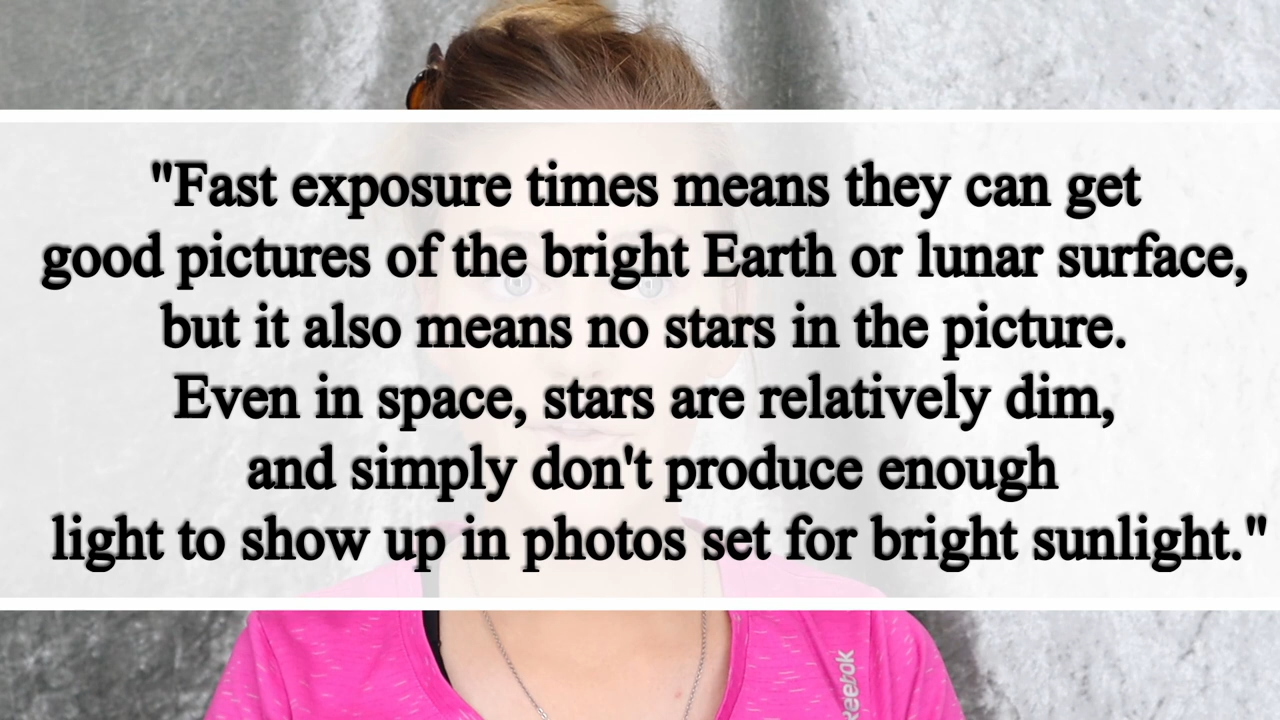 "Fast exposure times means they can get
good pictures of the bright Earth or lunar surface,
but it also means no stars in the picture.
Even in space, stars are relatively dim,
and simply don't produce enough
light to show up in photos set for bright sunlight."
Reebok